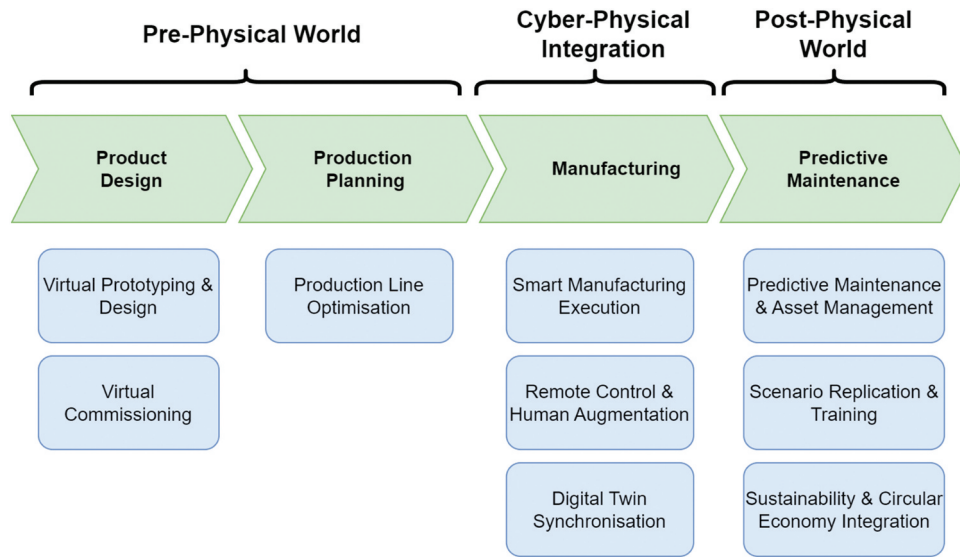 Pre-Physical World
Cyber-Physical
Integration
Post-Physical
World
Product
Design
Production
Planning
Manufacturing
Predictive
Maintenance
Virtual Prototyping &
Design
Virtual
Commissioning
Production Line
Optimisation
Smart Manufacturing
Execution
Remote Control &
Human Augmentation
Digital Twin
Synchronisation
Predictive Maintenance
& Asset Management
Scenario Replication &
Training
Sustainability & Circular
Economy Integration